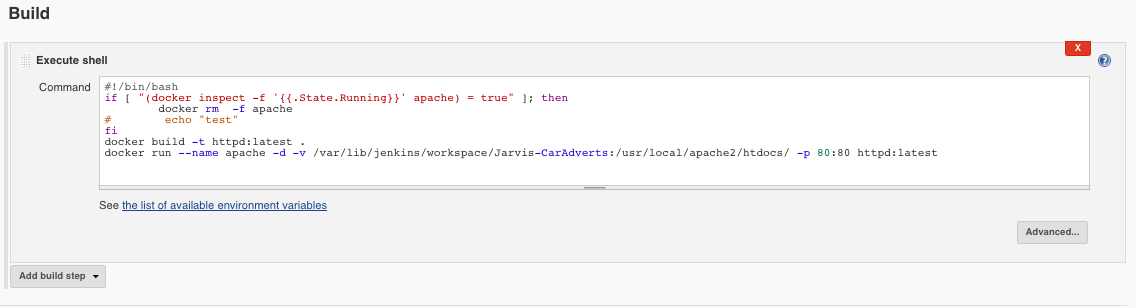 Build
X
Execute shell
?
Command
#!/bin/bash
if [ "(docker inspect -f '{{.State.Running}}' apache) = true" ]; then
        docker rm  -f apache
#        echo "test"
fi
docker build -t httpd:latest .
docker run --name apache -d -v /var/lib/jenkins/workspace/Jarvis-CarAdverts:/usr/local/apache2/htdocs/ -p 80:80 httpd:latest
See the list of available environment variables
Advanced...
Add build step